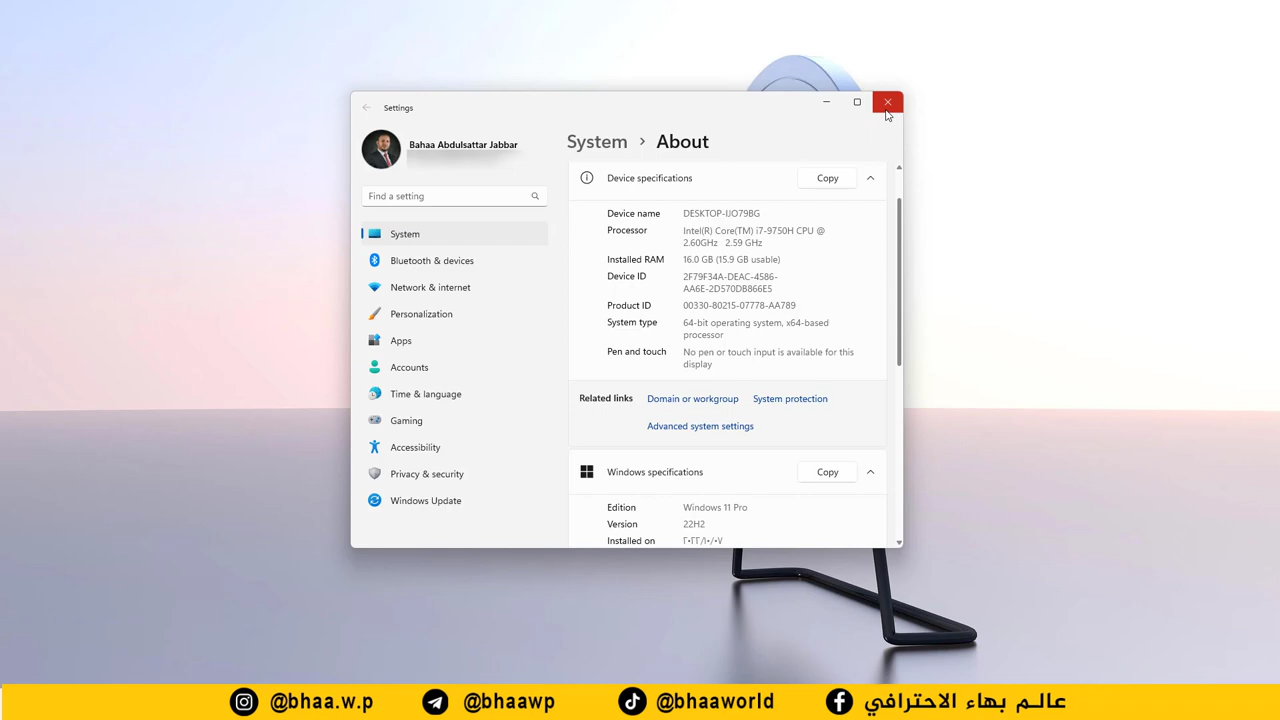 Settings
Bahaa Abdulsattar Jabbar
Find a setting
System
Bluetooth & devices
Network & internet
Personalization
Apps
Accounts
Time & language
Gaming
Accessibility
Privacy & security
Windows Update
System › About
Device specifications Copy
Device name DESKTOP-IJO79BG
Processor Intel(R) Core(TM) i7-9750H CPU @
2.60GHz 2.59 GHz
Installed RAM 16.0 GB (15.9 GB usable)
Device ID 2F79F34A-DEAC-4586-
AA6E-2D570DB866E5
Product ID 00330-80215-07778-AA789
System type 64-bit operating system, x64-based
processor
Pen and touch No pen or touch input is available for this
display
Related links Domain or workgroup System protection
Advanced system settings
Windows specifications Copy
Edition Windows 11 Pro
Version 22H2
Installed on ٢٠٢٢/١٠/٠٧
@bhaa.w.p @bhaawp @bhaaworld عالم بهاء الاحترافي